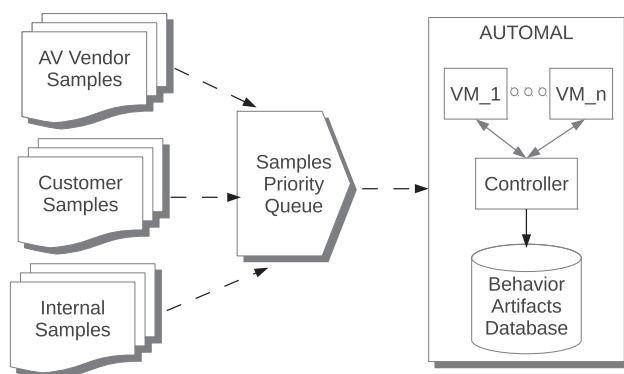 AV Vendor
Samples
Customer
Samples
Internal
Samples
Samples
Priority
Queue
AUTOMAL
VM_1
VM_n
Controller
Behavior
Artifacts
Database